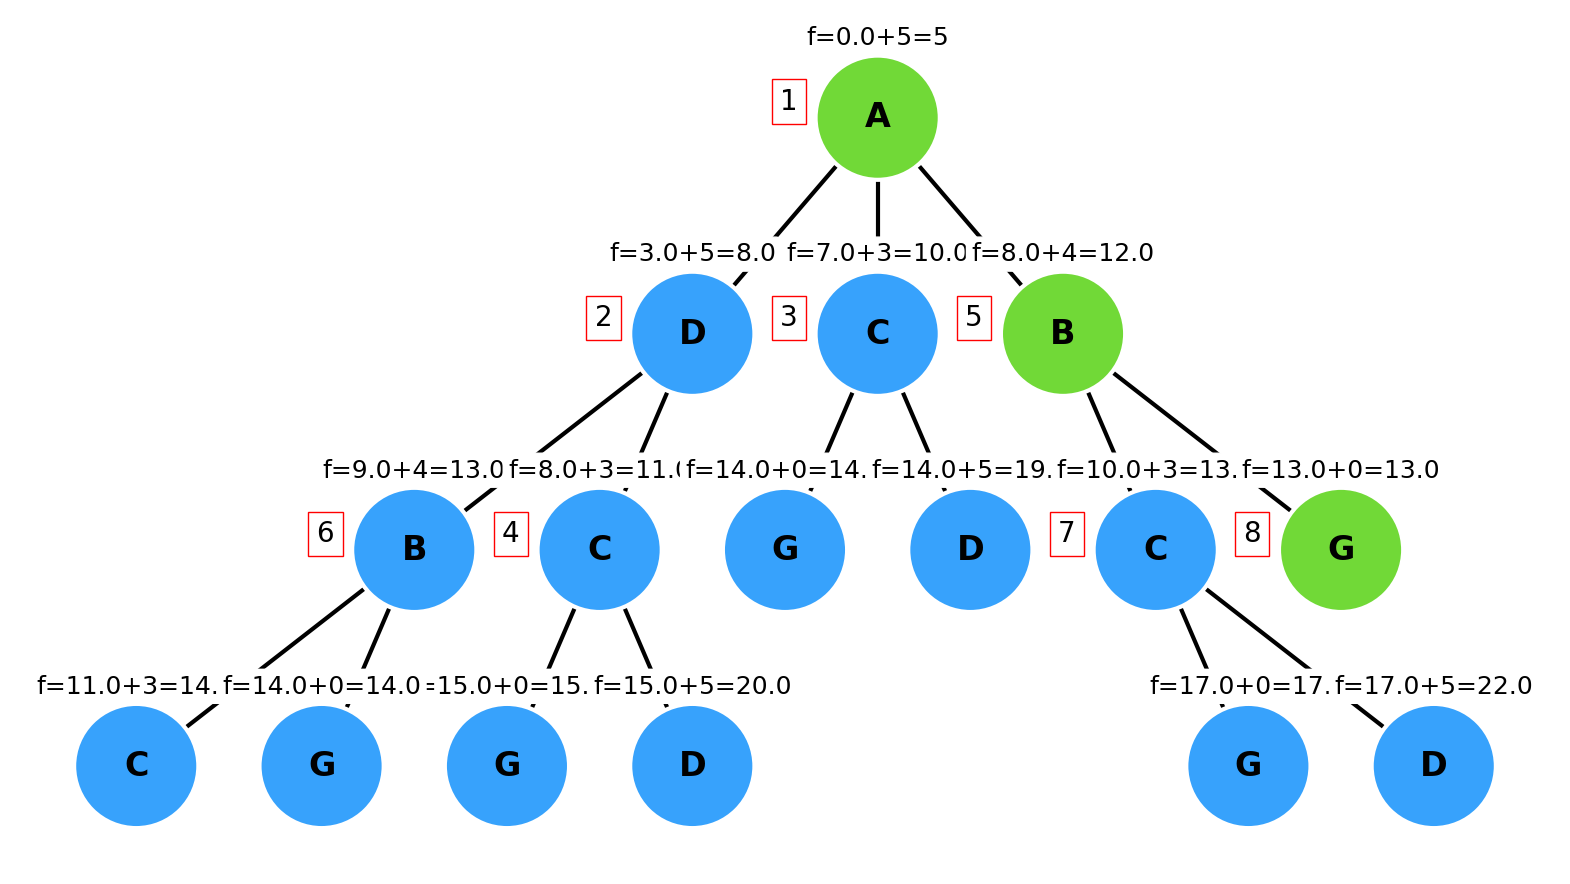 f=0.0+5=5
1
A
f=3.0+5=8.0
f=7.0+3=10.0
f=8.0+4=12.0
2
D
3
C
5
B
f=9.0+4=13.0
f=8.0+3=11.0
f=14.0+0=14.
f=14.0+5=19.
f=10.0+3=13.
f=13.0+0=13.0
6
B
4
C
G
D
7
C
8
G
f=11.0+3=14.
f=14.0+0=14.0
=15.0+0=15.
f=15.0+5=20.0
f=17.0+0=17.
f=17.0+5=22.0
C
G
G
D
G
D